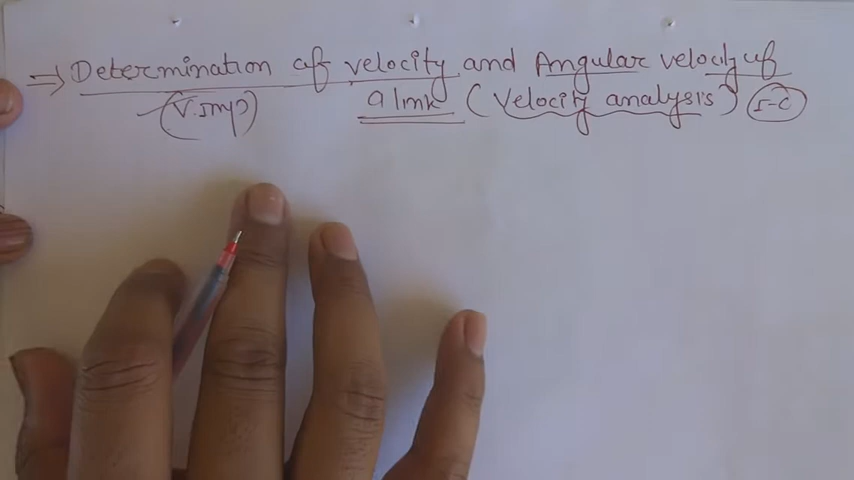 ⇒ Determination of velocity and Angular velocity of
a link (Velocity analysis) I-C
(V.Imp)